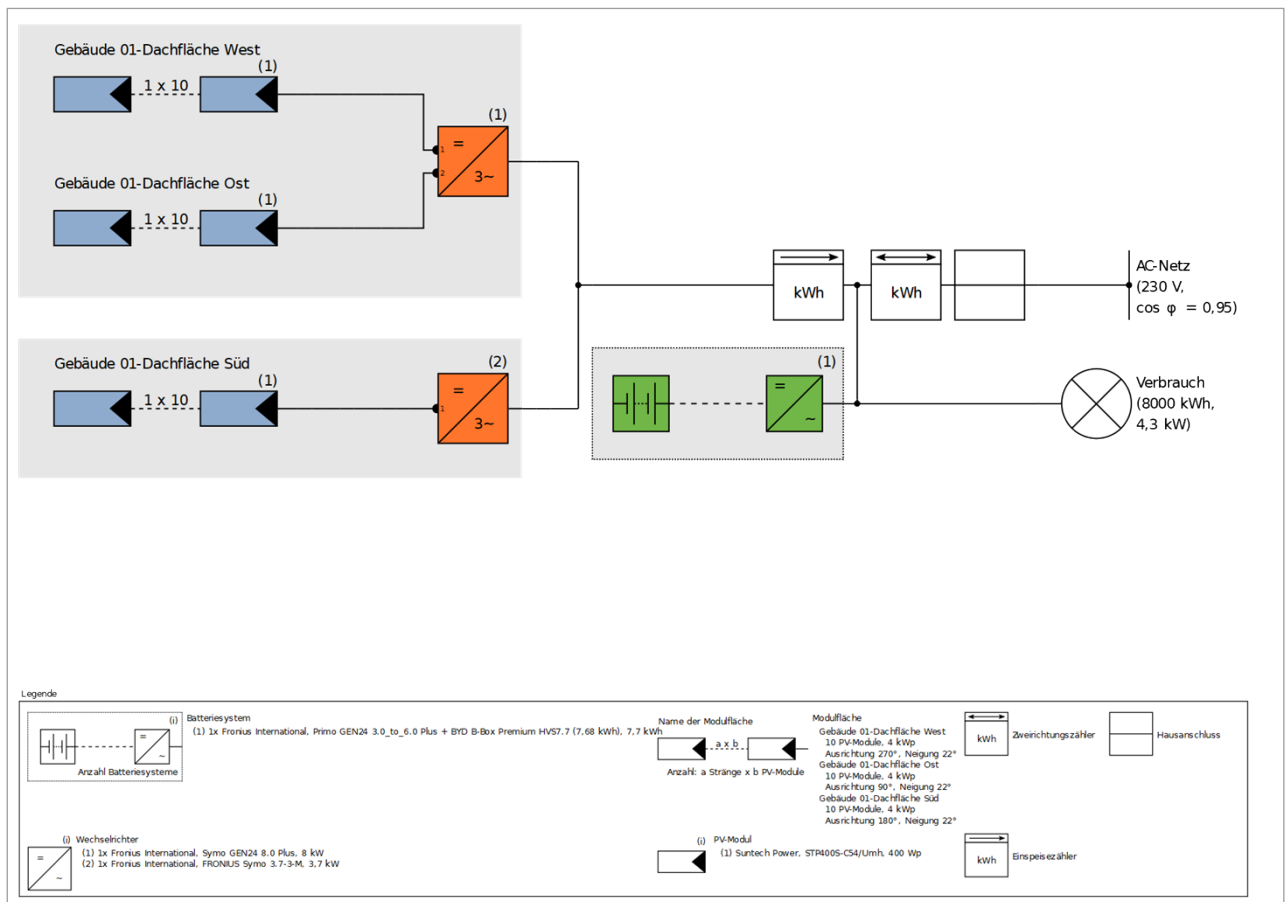 Gebäude 01-Dachfläche West
(1)
1 x 10
(1)
=
1
2
3~
Gebäude 01-Dachfläche Ost
(1)
1 x 10
kWh
kWh
AC-Netz
(230 V,
cos φ = 0,95)
Gebäude 01-Dachfläche Süd
(1)
1 x 10
(2)
=
1
3~
(1)
=
~
Verbrauch
(8000 kWh,
4,3 kW)
Legende
(i)
=
~
Anzahl Batteriesysteme
Batteriesystem
(1) 1x Fronius International, Primo GEN24 3.0_to_6.0 Plus + BYD B-Box Premium HVS7.7 (7,68 kWh), 7,7 kWh
Name der Modulfläche
a x b
Anzahl: a Stränge x b PV-Module
Modulfläche
Gebäude 01-Dachfläche West
10 PV-Module, 4 kWp
Ausrichtung 270°, Neigung 22°
Gebäude 01-Dachfläche Ost
10 PV-Module, 4 kWp
Ausrichtung 90°, Neigung 22°
Gebäude 01-Dachfläche Süd
10 PV-Module, 4 kWp
Ausrichtung 180°, Neigung 22°
kWh
Zweirichtungszähler
Hausanschluss
=
~
(i) Wechselrichter
(1) 1x Fronius International, Symo GEN24 8.0 Plus, 8 kW
(2) 1x Fronius International, FRONIUS Symo 3.7-3-M, 3,7 kW
(i) PV-Modul
(1) Suntech Power, STP400S-C54/Umh, 400 Wp
kWh
Einspeisezähler